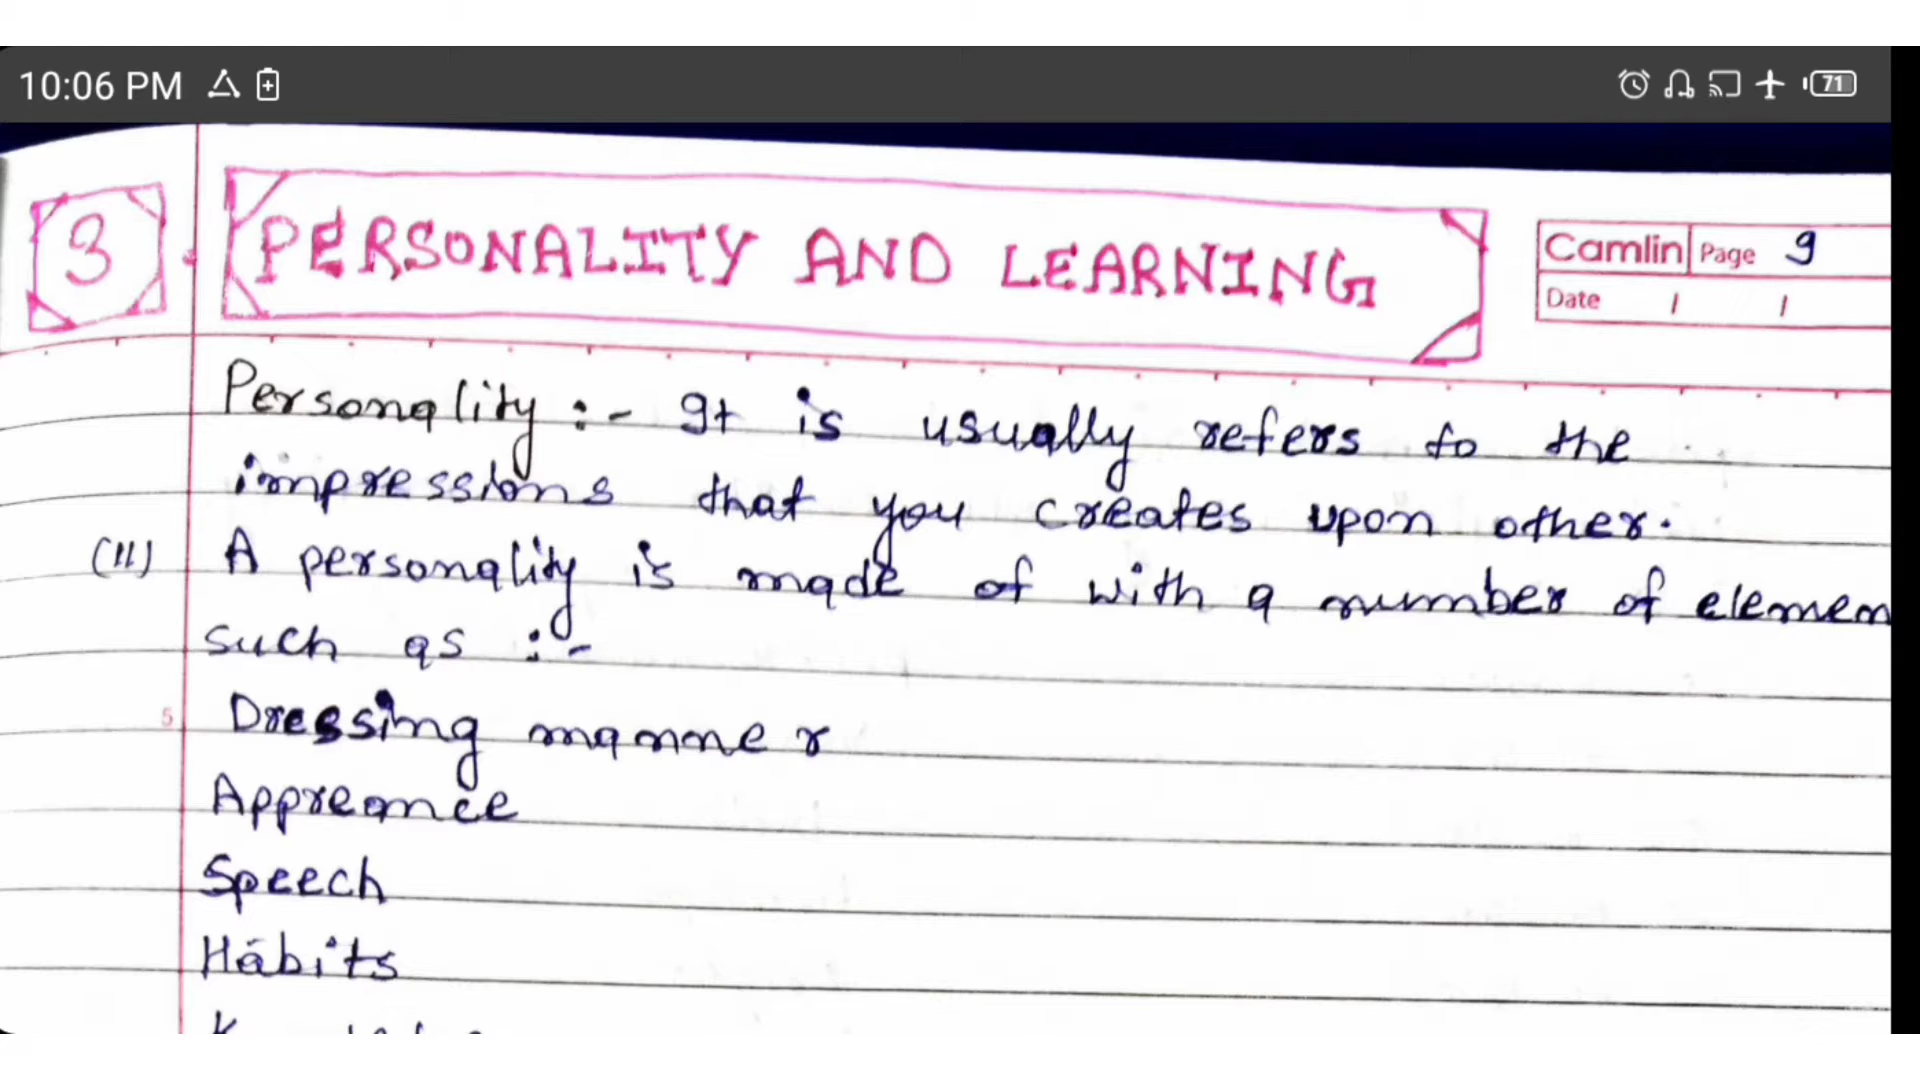 10:06 PM 71
3 PERSONALITY AND LEARNING
Camlin Page 9
Date / /
Personality :- It is usually refers to the
impressions that you creates upon other.
(II) A personality is made of with a number of elemen
such as :-
5 Dressing manner
Appreance
Speech
Habits